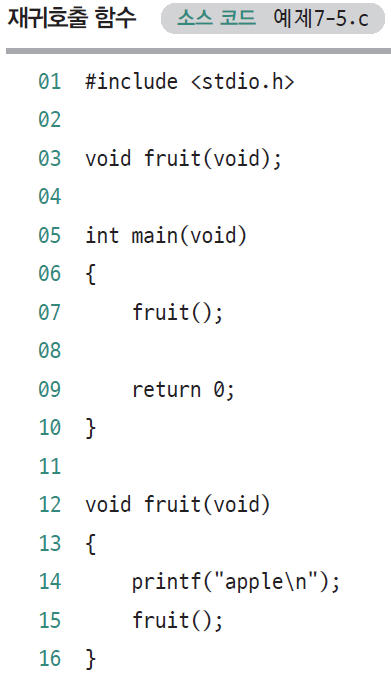 재귀호출 함수 소스 코드 예제7-5.c
01 #include <stdio.h>
02
03 void fruit(void);
04
05 int main(void)
06 {
07 fruit();
08
09 return 0;
10 }
11
12 void fruit(void)
13 {
14 printf("apple\n");
15 fruit();
16 }